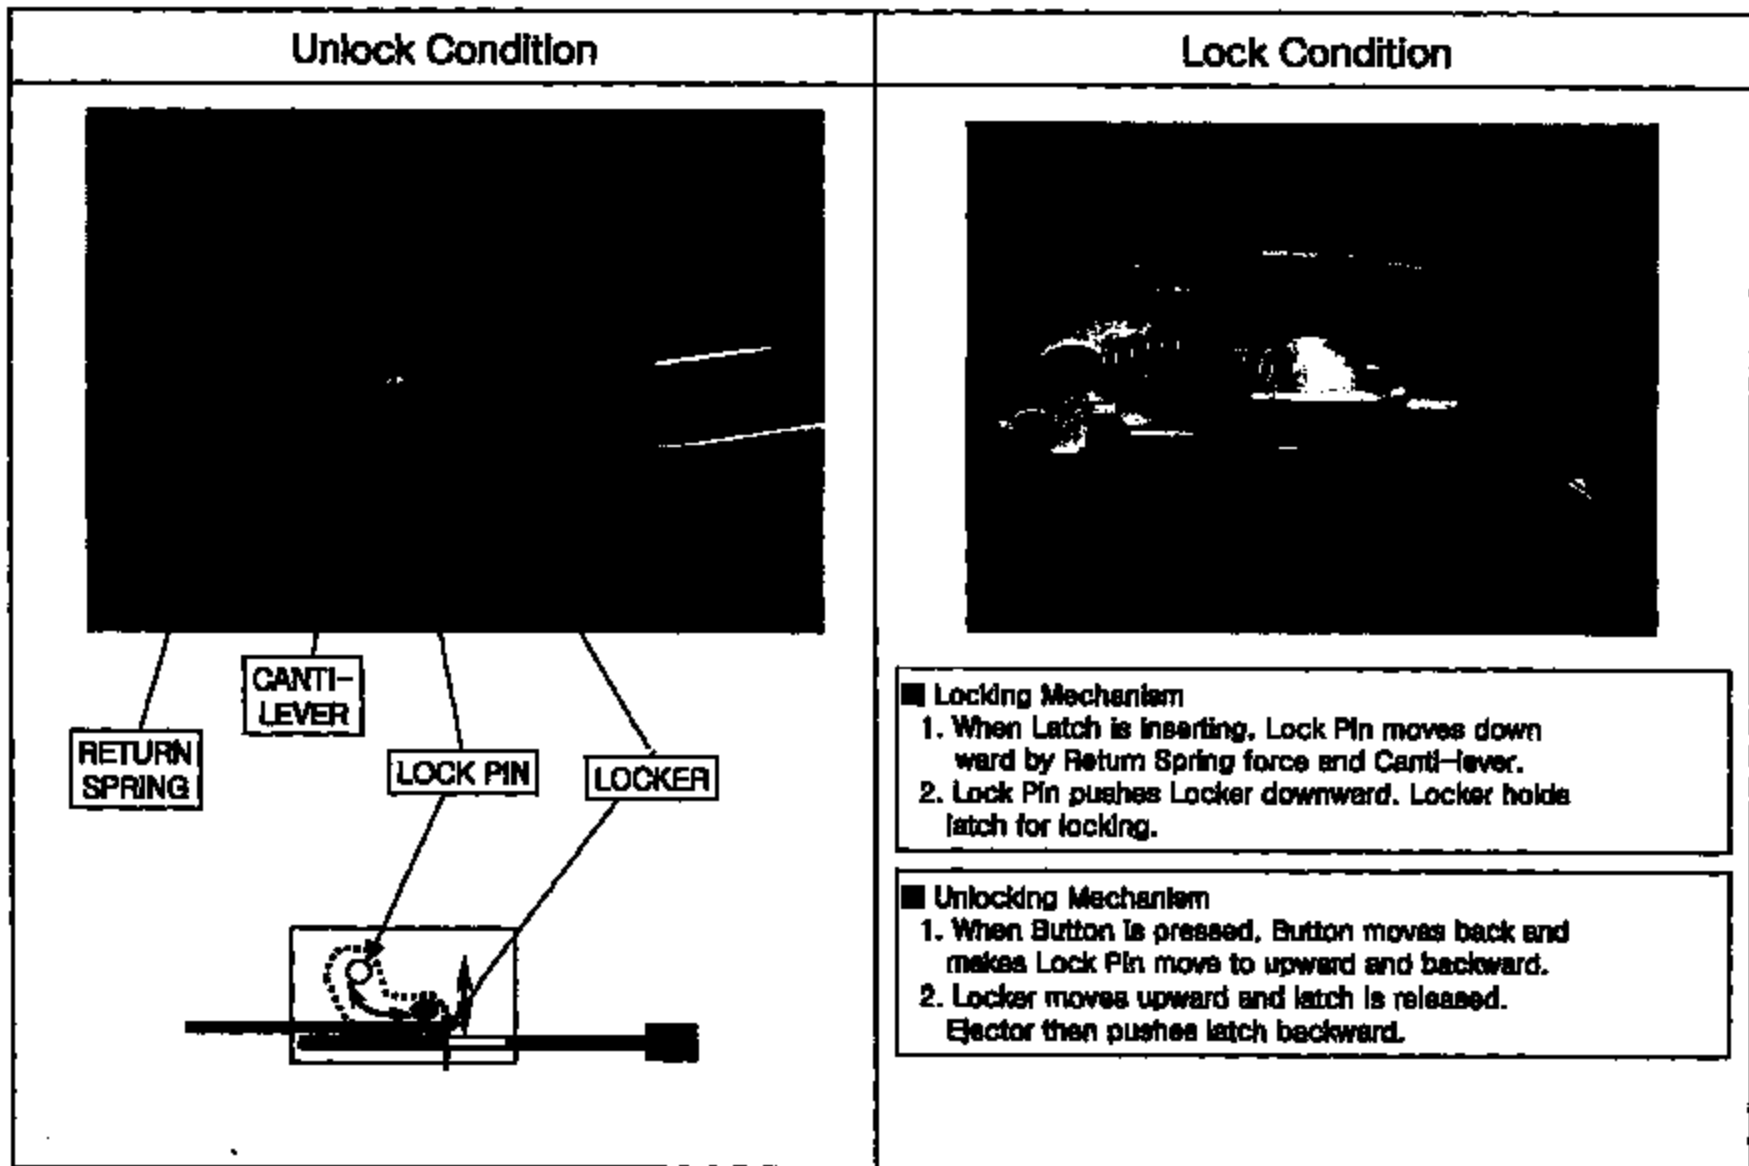 Unlock Condition
Lock Condition
CANTI-
LEVER
RETURN
SPRING
LOCK PIN
LOCKER
■ Locking Mechanism
1. When Latch is inserting, Lock Pin moves down
ward by Return Spring force and Canti-lever.
2. Lock Pin pushes Locker downward. Locker holds
latch for locking.
■ Unlocking Mechanism
1. When Button is pressed, Button moves back and
makes Lock Pin move to upward and backward.
2. Locker moves upward and latch is released.
Ejector then pushes latch backward.